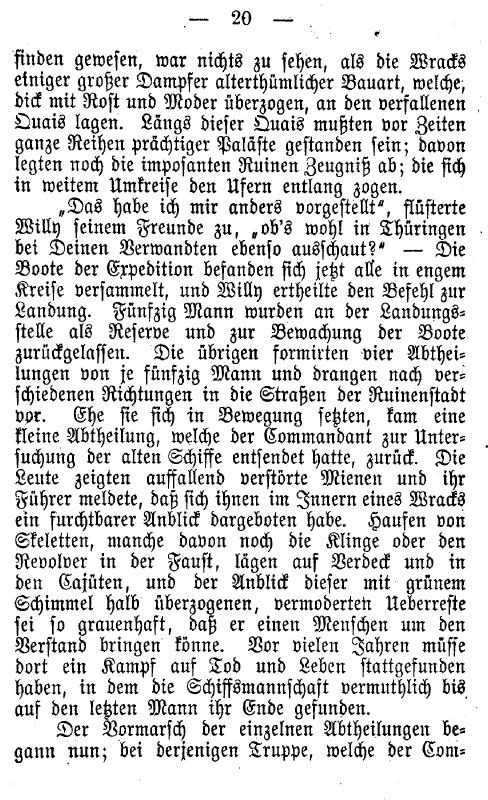 — 20 —
finden gewesen, war nichts zu sehen, als die Wracks
einiger großer Dampfer alterthümlicher Bauart, welche,
dick mit Rost und Moder überzogen, an den verfallenen
Quais lagen. Längs dieser Quais mußten vor Zeiten
ganze Reihen prächtiger Paläste gestanden sein; davon
legten noch die imposanten Ruinen Zeugniß ab; die sich
in weitem Umkreise den Ufern entlang zogen.
„Das habe ich mir anders vorgestellt“, flüsterte
Willy seinem Freunde zu, „ob's wohl in Thüringen
bei Deinen Verwandten ebenso ausschaut?“ — Die
Boote der Expedition befanden sich jetzt alle in engem
Kreise versammelt, und Willy ertheilte den Befehl zur
Landung. Fünfzig Mann wurden an der Landungs-
stelle als Reserve und zur Bewachung der Boote
zurückgelassen. Die übrigen formirten vier Abthei-
lungen von je fünfzig Mann und drangen nach ver-
schiedenen Richtungen in die Straßen der Ruinenstadt
vor. Ehe sie sich in Bewegung setzten, kam eine
kleine Abtheilung, welche der Commandant zur Unter-
suchung der alten Schiffe entsendet hatte, zurück. Die
Leute zeigten auffallend verstörte Mienen und ihr
Führer meldete, daß sich ihnen im Innern eines Wracks
ein furchtbarer Anblick dargeboten habe. Haufen von
Skeletten, manche davon noch die Klinge oder den
Revolver in der Faust, lägen auf Verdeck und in
den Cajüten, und der Anblick dieser mit grünem
Schimmel halb überzogenen, vermoderten Ueberreste
sei so grauenhaft, daß er einen Menschen um den
Verstand bringen könne. Vor vielen Jahren müsse
dort ein Kampf auf Tod und Leben stattgefunden
haben, in dem die Schiffsmannschaft vermuthlich bis
auf den letzten Mann ihr Ende gefunden.
Der Vormarsch der einzelnen Abtheilungen be-
gann nun; bei derjenigen Truppe, welche der Com-